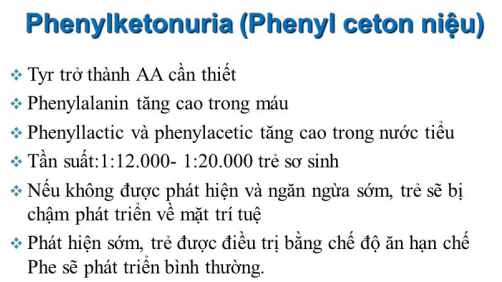 Phenylketonuria (Phenyl ceton niệu)
❖ Tyr trở thành AA cần thiết
❖ Phenylalanin tăng cao trong máu
❖ Phenyllactic và phenylacetic tăng cao trong nước tiểu
❖ Tần suất:1:12.000- 1:20.000 trẻ sơ sinh
❖ Nếu không được phát hiện và ngăn ngừa sớm, trẻ sẽ bị
chậm phát triển về mặt trí tuệ
❖ Phát hiện sớm, trẻ được điều trị bằng chế độ ăn hạn chế
Phe sẽ phát triển bình thường.